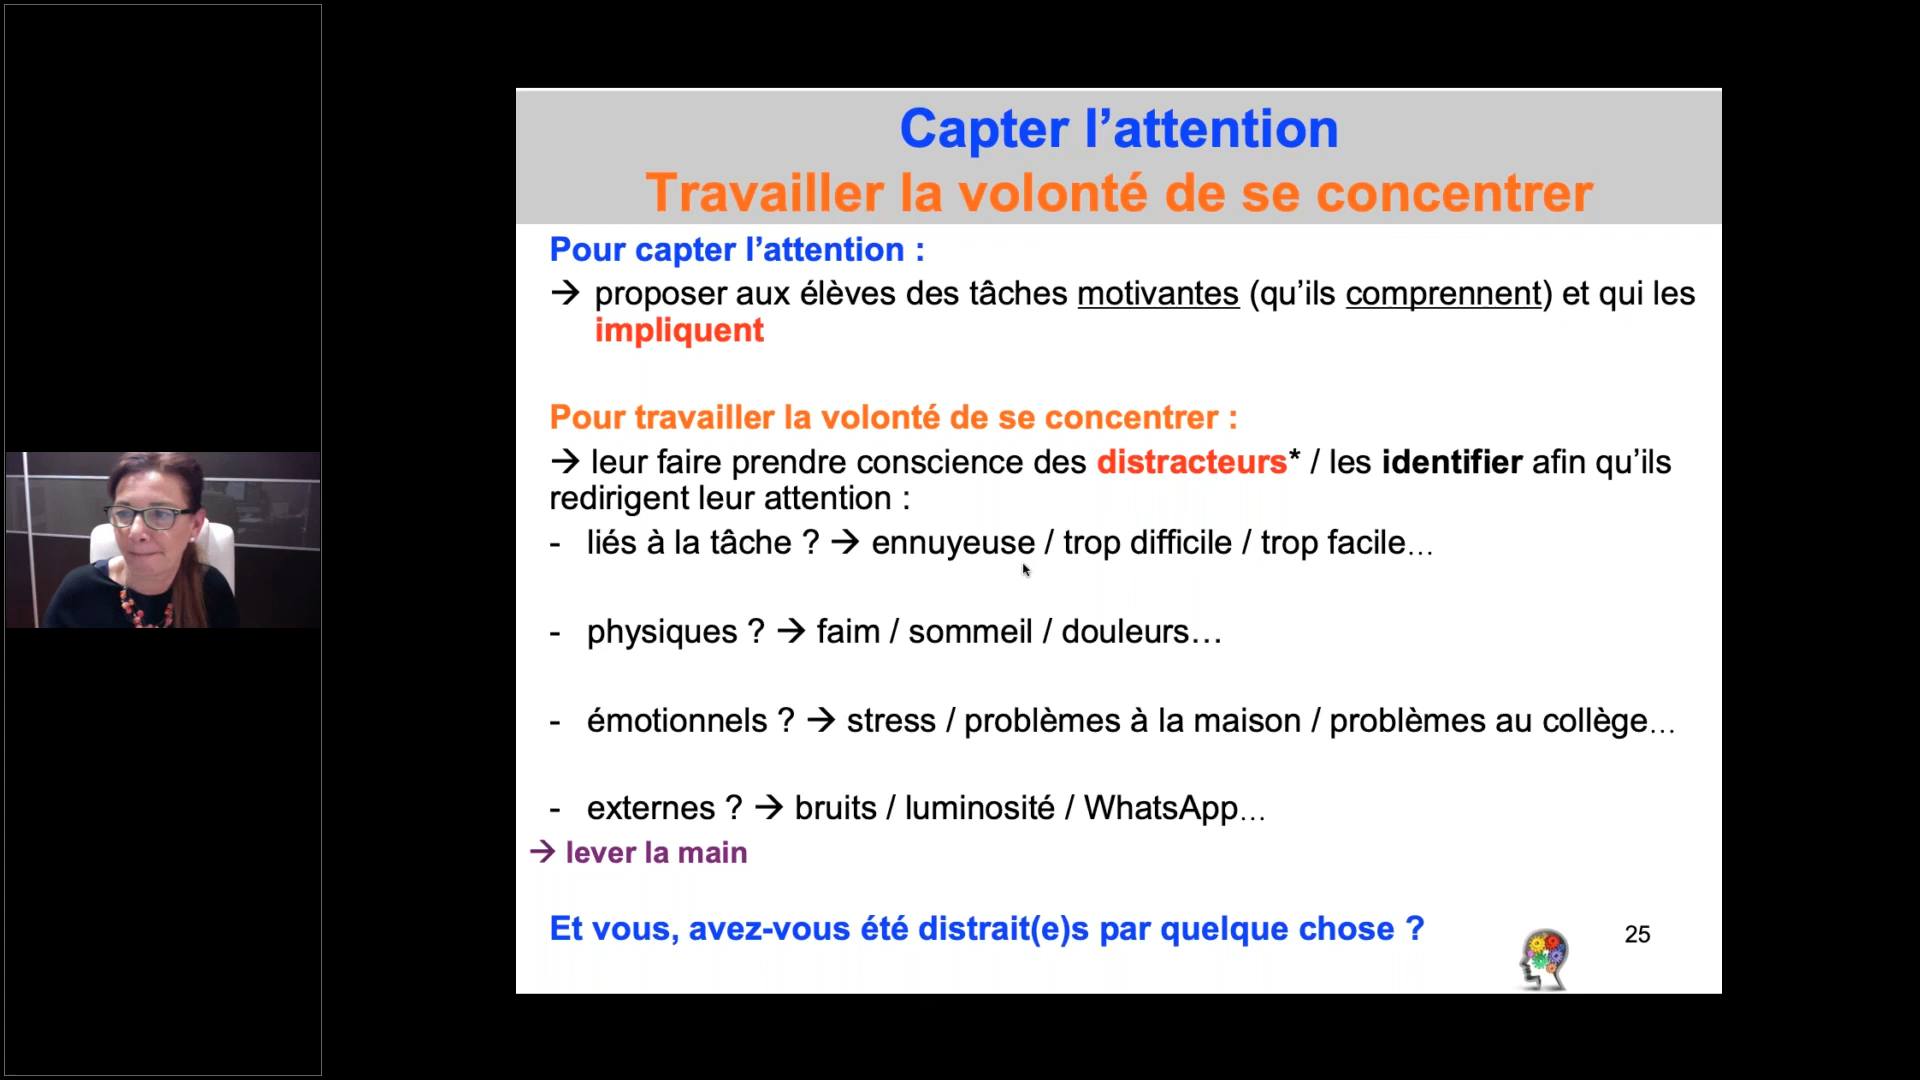 Capter l’attention
Travailler la volonté de se concentrer
Pour capter l’attention :
→ proposer aux élèves des tâches motivantes (qu’ils comprennent) et qui les
impliquent
Pour travailler la volonté de se concentrer :
→ leur faire prendre conscience des distracteurs* / les identifier afin qu’ils
redirigent leur attention :
- liés à la tâche ? → ennuyeuse / trop difficile / trop facile…
- physiques ? → faim / sommeil / douleurs…
- émotionnels ? → stress / problèmes à la maison / problèmes au collège…
- externes ? → bruits / luminosité / WhatsApp…
→ lever la main
Et vous, avez-vous été distrait(e)s par quelque chose ?
25